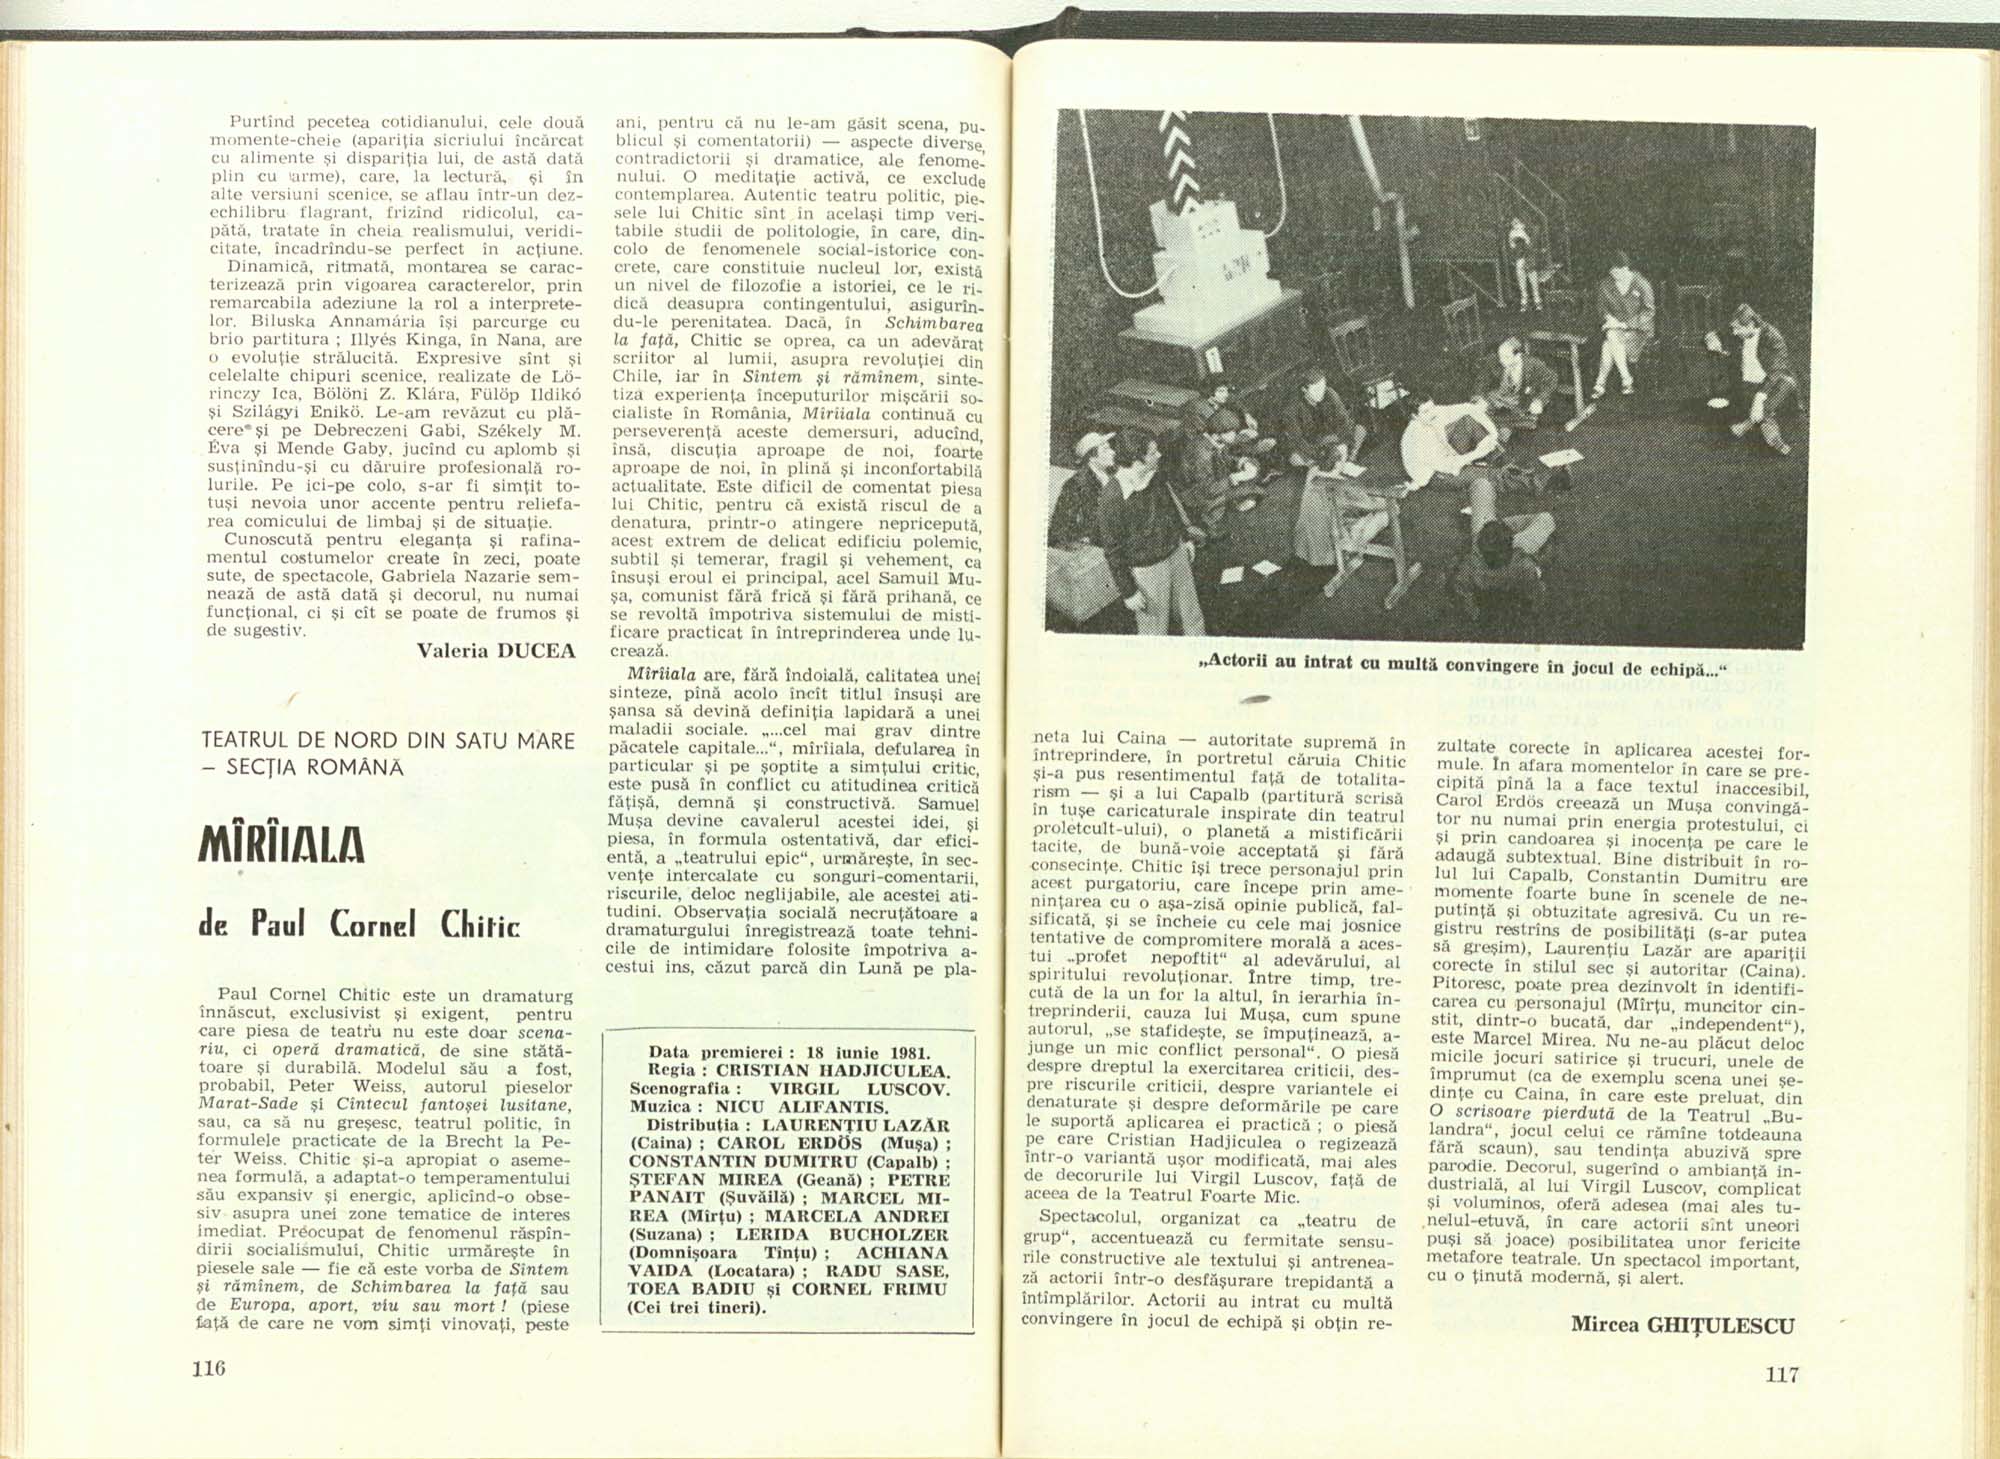 Purtînd pecetea cotidianului, cele două
momente-cheie (apariția sicriului încărcat
cu alimente și dispariția lui, de astă dată
plin cu arme), care, la lectură, și în
alte versiuni scenice, se aflau într-un dez-
echilibru flagrant, frizînd ridicolul, ca-
pătă, tratate în cheia realismului, veridi-
citate, încadrîndu-se perfect în acțiune.
Dinamică, ritmată, montarea se carac-
terizează prin vigoarea caracterelor, prin
remarcabila adeziune la rol a interprete-
lor. Biluska Annamária își parcurge cu
brio partitura ; Illyés Kinga, în Nana, are
o evoluție strălucită. Expresive sînt și
celelalte chipuri scenice, realizate de Lö-
rinczy Ica, Bölöni Z. Klára, Fülöp Ildikó
și Szilágyi Enikö. Le-am revăzut cu plă-
cere și pe Debreczeni Gabi, Székely M.
Éva și Mende Gaby, jucînd cu aplomb și
susținîndu-și cu dăruire profesională ro-
lurile. Pe ici-pe colo, s-ar fi simțit to-
tuși nevoia unor accente pentru reliefa-
rea comicului de limbaj și de situație.
Cunoscută pentru eleganța și rafina-
mentul costumelor create în zeci, poate
sute, de spectacole, Gabriela Nazarie sem-
nează de astă dată și decorul, nu numai
funcțional, ci și cît se poate de frumos și
de sugestiv.
Valeria DUCEA
TEATRUL DE NORD DIN SATU MARE
– SECȚIA ROMÂNĂ
MÎRÎIALA
de Paul Cornel Chitic
Paul Cornel Chitic este un dramaturg
înnăscut, exclusivist și exigent, pentru
care piesa de teatru nu este doar scena-
riu, ci operă dramatică, de sine stătă-
toare și durabilă. Modelul său a fost,
probabil, Peter Weiss, autorul pieselor
Marat-Sade și Cîntecul fantoșei lusitane,
sau, ca să nu greșesc, teatrul politic, în
formulele practicate de la Brecht la Pe-
ter Weiss. Chitic și-a apropiat o aseme-
nea formulă, a adaptat-o temperamentului
său expansiv și energic, aplicînd-o obse-
siv asupra unei zone tematice de interes
imediat. Preocupat de fenomenul răspîn-
dirii socialismului, Chitic urmărește în
piesele sale — fie că este vorba de Sîntem
și rămînem, de Schimbarea la față sau
de Europa, aport, viu sau mort ! (piese
față de care ne vom simți vinovați, peste
116
ani, pentru că nu le-am găsit scena, pu-
blicul și comentatorii) — aspecte diverse,
contradictorii și dramatice, ale fenome-
nului. O meditație activă, ce exclude
contemplarea. Autentic teatru politic, pie-
sele lui Chitic sînt în același timp veri-
tabile studii de politologie, în care, din-
colo de fenomenele social-istorice con-
crete, care constituie nucleul lor, există
un nivel de filozofie a istoriei, ce le ri-
dică deasupra contingentului, asigurîn-
du-le perenitatea. Dacă, în Schimbarea
la față, Chitic se oprea, ca un adevărat
scriitor al lumii, asupra revoluției din
Chile, iar în Sîntem și rămînem, sinte-
tiza experiența începuturilor mișcării so-
cialiste în România, Mîrîiala continuă cu
perseverență aceste demersuri, aducînd,
însă, discuția aproape de noi, foarte
aproape de noi, în plină și inconfortabilă
actualitate. Este dificil de comentat piesa
lui Chitic, pentru că există riscul de a
denatura, printr-o atingere nepricepută,
acest extrem de delicat edificiu polemic,
subtil și temerar, fragil și vehement, ca
însuși eroul ei principal, acel Samuil Mu-
șa, comunist fără frică și fără prihană, ce
se revoltă împotriva sistemului de misti-
ficare practicat în întreprinderea unde lu-
crează.
Mîrîiala are, fără îndoială, calitatea unei
sinteze, pînă acolo încît titlul însuși are
șansa să devină definiția lapidară a unei
maladii sociale. „...cel mai grav dintre
păcatele capitale...“, mîrîiala, defularea în
particular și pe șoptite a simțului critic,
este pusă în conflict cu atitudinea critică
fățișă, demnă și constructivă. Samuel
Mușa devine cavalerul acestei idei, și
piesa, în formula ostentativă, dar efici-
entă, a „teatrului epic“, urmărește, în sec-
vențe intercalate cu songuri-comentarii,
riscurile, deloc neglijabile, ale acestei ati-
tudini. Observația socială necruțătoare a
dramaturgului înregistrează toate tehni-
cile de intimidare folosite împotriva a-
cestui ins, căzut parcă din Lună pe pla-
Data premierei : 18 iunie 1981.
Regia : CRISTIAN HADJICULEA.
Scenografia : VIRGIL LUSCOV.
Muzica : NICU ALIFANTIS.
Distribuția : LAURENȚIU LAZĂR
(Caina) ; CAROL ERDÖS (Mușa) ;
CONSTANTIN DUMITRU (Capalb) ;
ȘTEFAN MIREA (Geană) ; PETRE
PANAIT (Șuvăilă) ; MARCEL MI-
REA (Mîrțu) ; MARCELA ANDREI
(Suzana) ; LERIDA BUCHOLZER
(Domnișoara Tînțu) ; ACHIANA
VAIDA (Locatara) ; RADU SASE,
TOEA BADIU și CORNEL FRIMU
(Cei trei tineri).
„Actorii au intrat cu multă convingere în jocul de echipă...“
neta lui Caina — autoritate supremă în
întreprindere, în portretul căruia Chitic
și-a pus resentimentul față de totalita-
rism — și a lui Capalb (partitură scrisă
în tușe caricaturale inspirate din teatrul
proletcult-ului), o planetă a mistificării
tacite, de bună-voie acceptată și fără
consecințe. Chitic își trece personajul prin
acest purgatoriu, care începe prin ame-
nințarea cu o așa-zisă opinie publică, fal-
sificată, și se încheie cu cele mai josnice
tentative de compromitere morală a aces-
tui „profet nepoftit“ al adevărului, al
spiritului revoluționar. Între timp, tre-
cută de la un for la altul, în ierarhia în-
treprinderii, cauza lui Mușa, cum spune
autorul, „se stafidește, se împuținează, a-
junge un mic conflict personal“. O piesă
despre dreptul la exercitarea criticii, des-
pre riscurile criticii, despre variantele ei
denaturate și despre deformările pe care
le suportă aplicarea ei practică ; o piesă
pe care Cristian Hadjiculea o regizează
într-o variantă ușor modificată, mai ales
de decorurile lui Virgil Luscov, față de
aceea de la Teatrul Foarte Mic.
Spectacolul, organizat ca „teatru de
grup“, accentuează cu fermitate sensu-
rile constructive ale textului și antrenea-
ză actorii într-o desfășurare trepidantă a
întîmplărilor. Actorii au intrat cu multă
convingere în jocul de echipă și obțin re-
zultate corecte în aplicarea acestei for-
mule. În afara momentelor în care se pre-
cipită pînă la a face textul inaccesibil,
Carol Erdös creează un Mușa convingă-
tor nu numai prin energia protestului, ci
și prin candoarea și inocența pe care le
adaugă subtextual. Bine distribuit în ro-
lul lui Capalb, Constantin Dumitru are
momente foarte bune în scenele de ne-
putință și obtuzitate agresivă. Cu un re-
gistru restrîns de posibilități (s-ar putea
să greșim), Laurențiu Lazăr are apariții
corecte în stilul sec și autoritar (Caina).
Pitoresc, poate prea dezinvolt în identifi-
carea cu personajul (Mîrțu, muncitor cin-
stit, dintr-o bucată, dar „independent“),
este Marcel Mirea. Nu ne-au plăcut deloc
micile jocuri satirice și trucuri, unele de
împrumut (ca de exemplu scena unei șe-
dințe cu Caina, în care este preluat, din
O scrisoare pierdută de la Teatrul „Bu-
landra“, jocul celui ce rămîne totdeauna
fără scaun), sau tendința abuzivă spre
parodie. Decorul, sugerînd o ambianță in-
dustrială, al lui Virgil Luscov, complicat
și voluminos, oferă adesea (mai ales tu-
nelul-etuvă, în care actorii sînt uneori
puși să joace) posibilitatea unor fericite
metafore teatrale. Un spectacol important,
cu o ținută modernă, și alert.
Mircea GHIȚULESCU
117